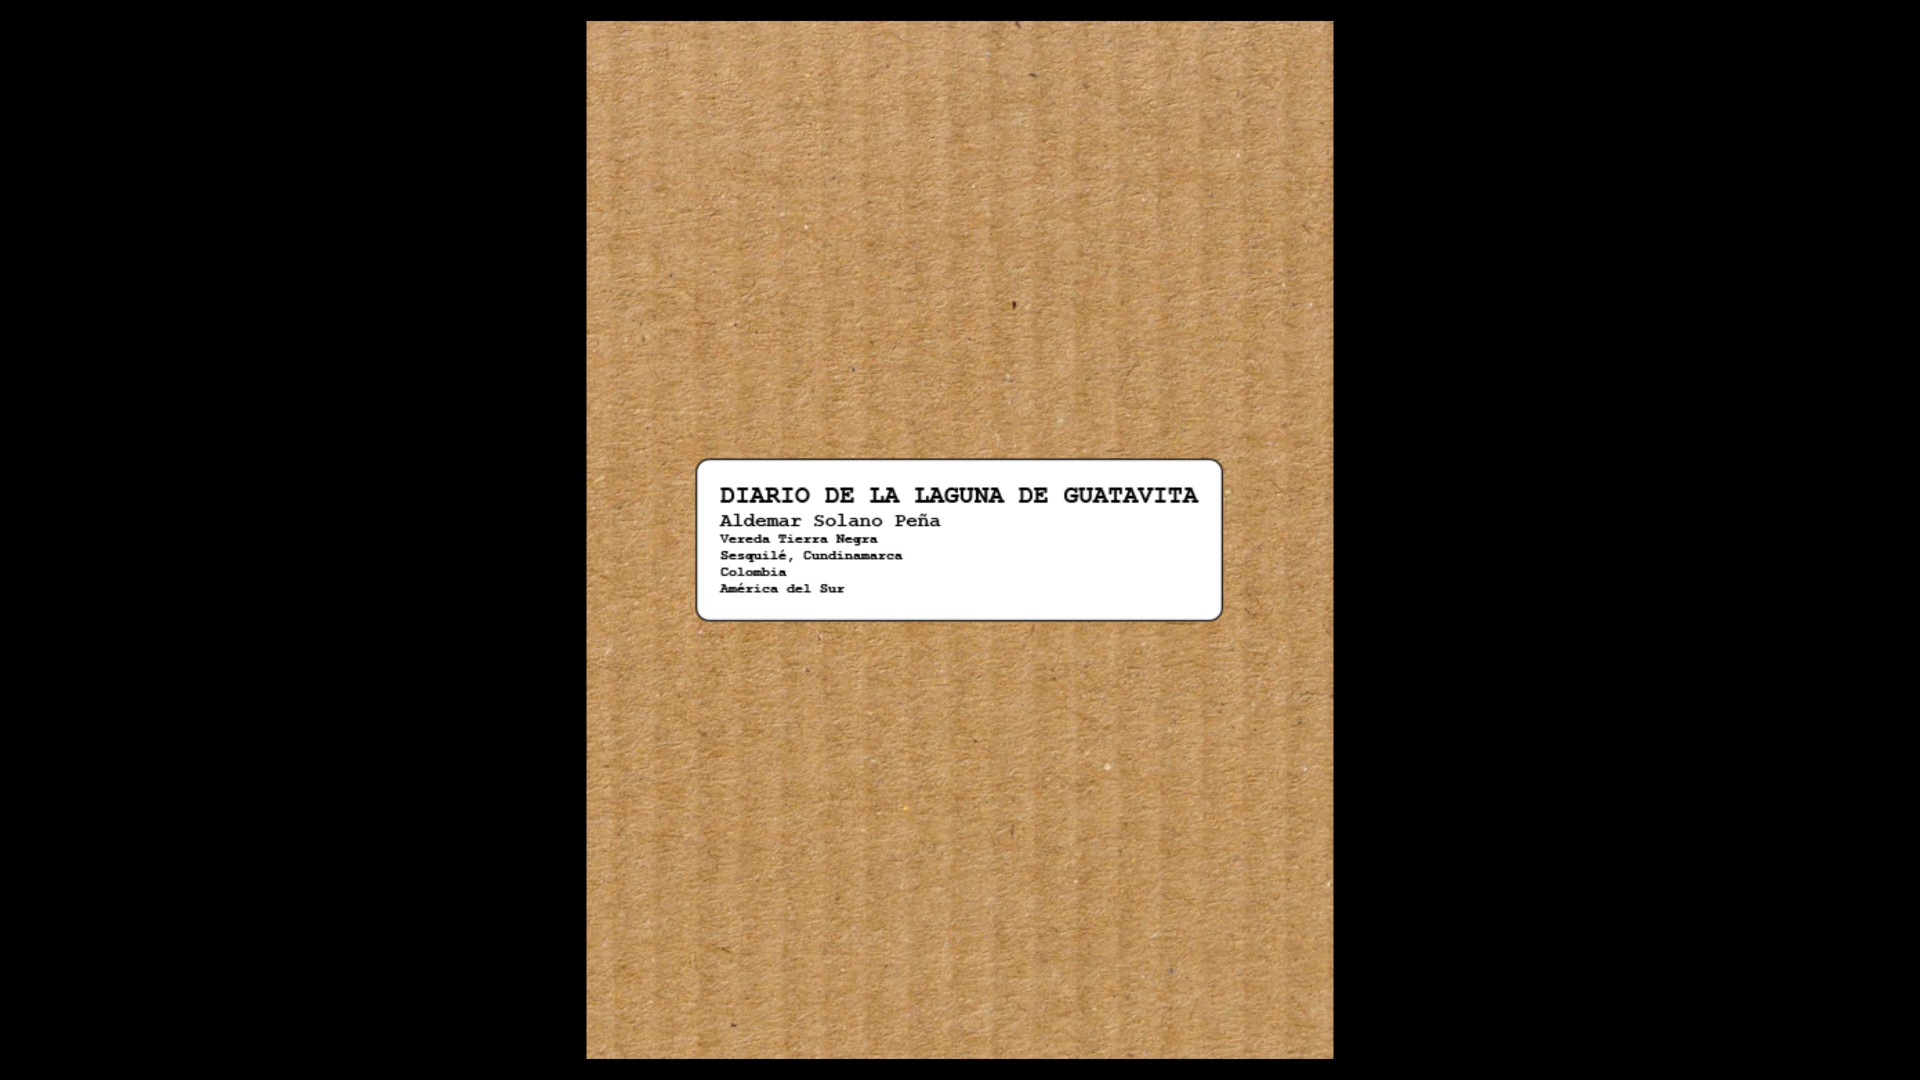 DIARIO DE LA LAGUNA DE GUATAVITA
Aldemar Solano Peña
Vereda Tierra Negra
Sesquilé, Cundinamarca
Colombia
América del Sur